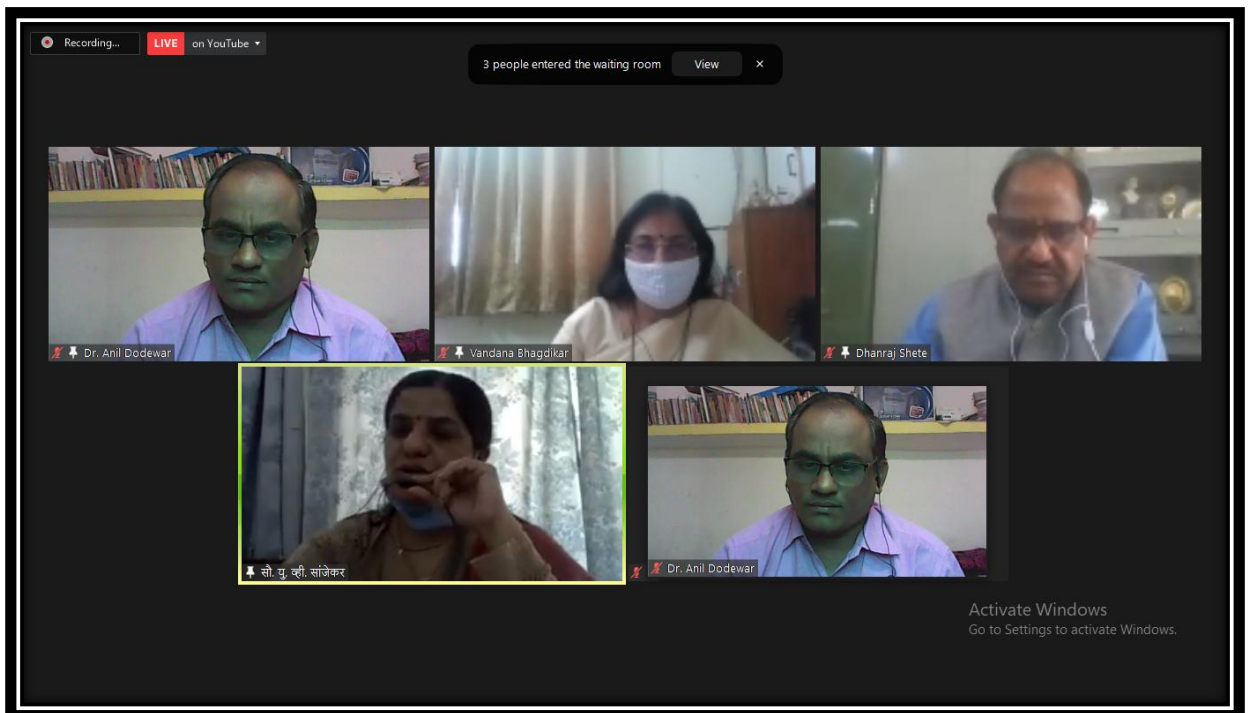 Recording...
LIVE on YouTube
3 people entered the waiting room View
Dr. Anil Dodewar
Vandana Bhagdikar
Dhanraj Shete
सौ. यु. व्ही. सांजेकर
Dr. Anil Dodewar
Activate Windows
Go to Settings to activate Windows.